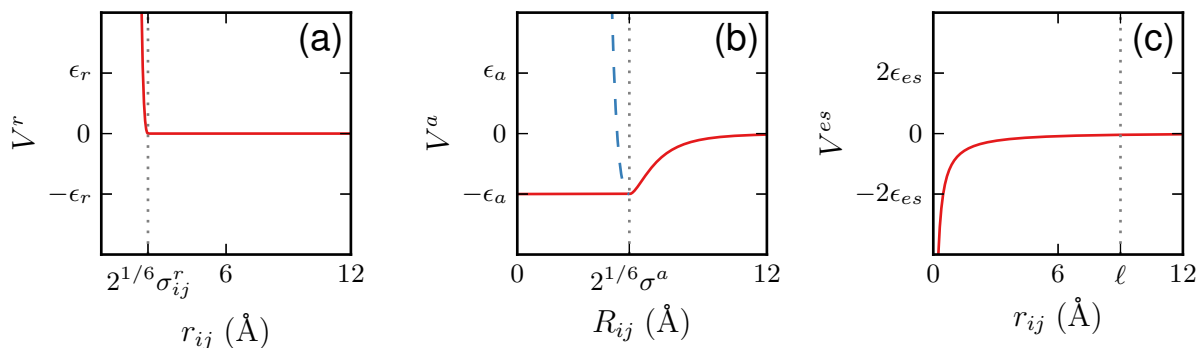 (a)
V^r
ϵ_r
0
−ϵ_r
2^{1/6}σ^r_{ij}
6
12
r_{ij} (Å)
(b)
V^a
ϵ_a
0
−ϵ_a
0
2^{1/6}σ^a
12
R_{ij} (Å)
(c)
V^{es}
2ϵ_{es}
0
−2ϵ_{es}
0
6
ℓ
12
r_{ij} (Å)